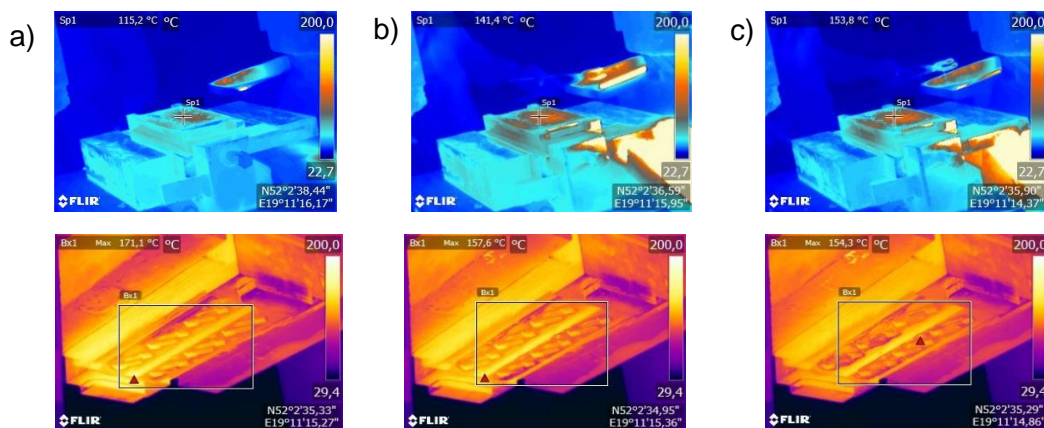 a)
Sp1 115,2 °C °C 200,0
Sp1
22,7
N52°2'38,44"
E19°11'16,17"
FLIR
b)
Sp1 141,4 °C °C 200,0
Sp1
22,7
N52°2'36,59"
E19°11'15,95"
FLIR
c)
Sp1 153,8 °C °C 200,0
Sp1
22,7
N52°2'35,90"
E19°11'14,37"
FLIR
Bx1 Max 171,1 °C °C 200,0
Bx1
29,4
N52°2'35,33"
E19°11'15,27"
FLIR
Bx1 Max 157,6 °C °C 200,0
Bx1
29,4
N52°2'34,95"
E19°11'15,36"
FLIR
Bx1 Max 154,3 °C °C 200,0
Bx1
29,4
N52°2'35,29"
E19°11'14,86"
FLIR